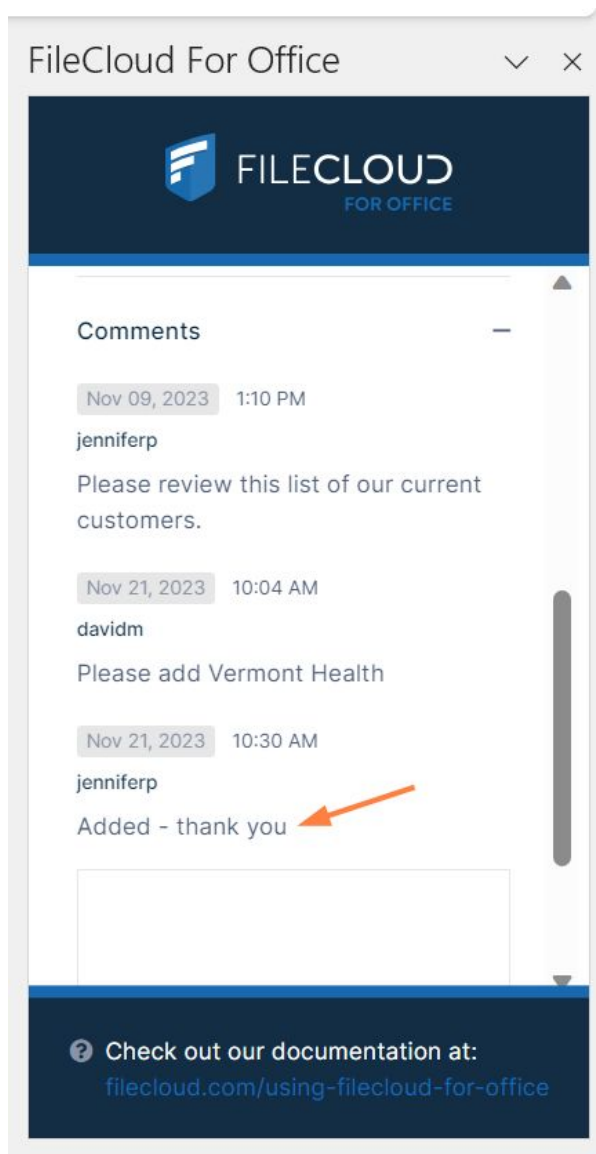 FileCloud For Office
FILECLOUD
FOR OFFICE
Comments
Nov 09, 2023 1:10 PM
jenniferp
Please review this list of our current
customers.
Nov 21, 2023 10:04 AM
davidm
Please add Vermont Health
Nov 21, 2023 10:30 AM
jenniferp
Added - thank you
Check out our documentation at:
filecloud.com/using-filecloud-for-office